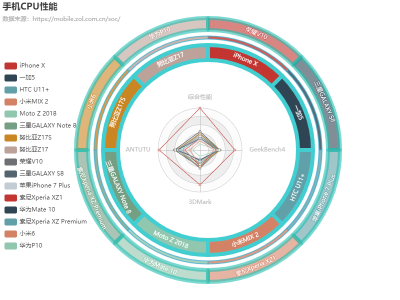 手机CPU性能
数据来源：https://mobile.zol.com.cn/soc/
iPhone X
一加5
HTC U11+
小米MIX 2
Moto Z 2018
三星GALAXY Note 8
努比亚Z17S
努比亚Z17
荣耀V10
三星GALAXY S8
苹果iPhone 7 Plus
索尼Xperia XZ1
华为Mate 10
索尼Xperia XZ Premium
小米6
华为P10
华为P10
荣耀V10
三星GALAXY S8
苹果iPhone 7 Plus
索尼Xperia XZ1
华为Mate 10
索尼Xperia XZ Premium
小米6
努比亚Z17
iPhone X
一加5
HTC U11+
小米MIX 2
Moto Z 2018
三星GALAXY Note 8
努比亚Z17S
综合性能
ANTUTU
GeekBench4
3DMark